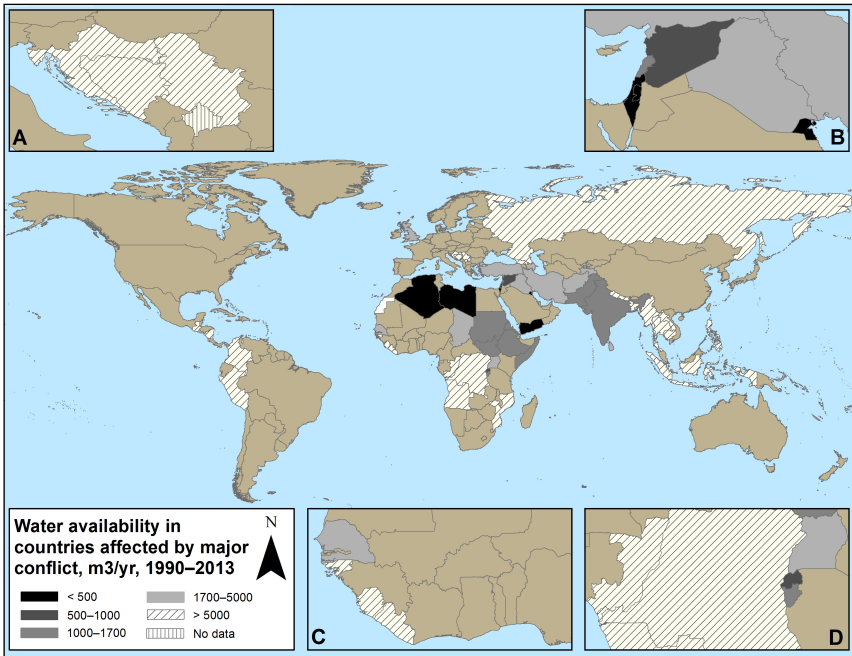 A
B
Water availability in
countries affected by major
conflict, m3/yr, 1990–2013
N
< 500
500–1000
1000–1700
1700–5000
> 5000
No data
C
D